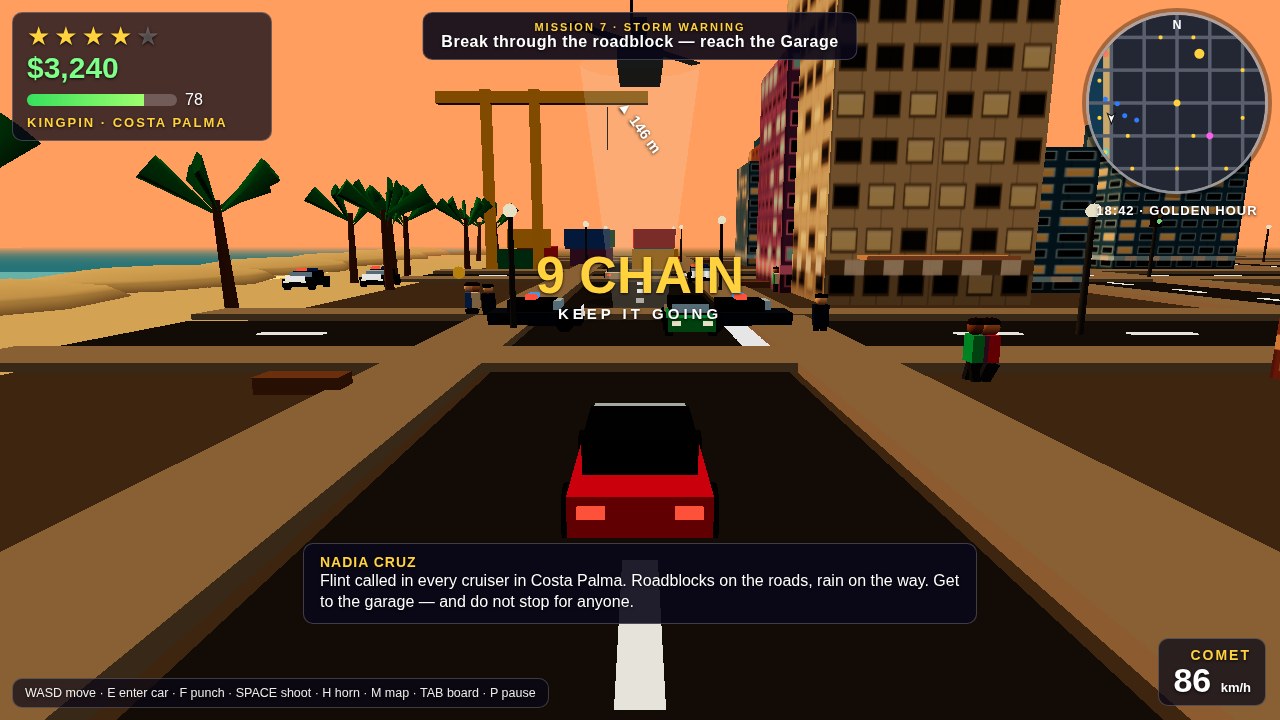 ★★★★★
$3,240
78
KINGPIN · COSTA PALMA
MISSION 7 · STORM WARNING
Break through the roadblock — reach the Garage
N
18:42 · GOLDEN HOUR
146 m
9 CHAIN
KEEP IT GOING
NADIA CRUZ
Flint called in every cruiser in Costa Palma. Roadblocks on the roads, rain on the way. Get
to the garage — and do not stop for anyone.
WASD move · E enter car · F punch · SPACE shoot · H horn · M map · TAB board · P pause
COMET
86 km/h